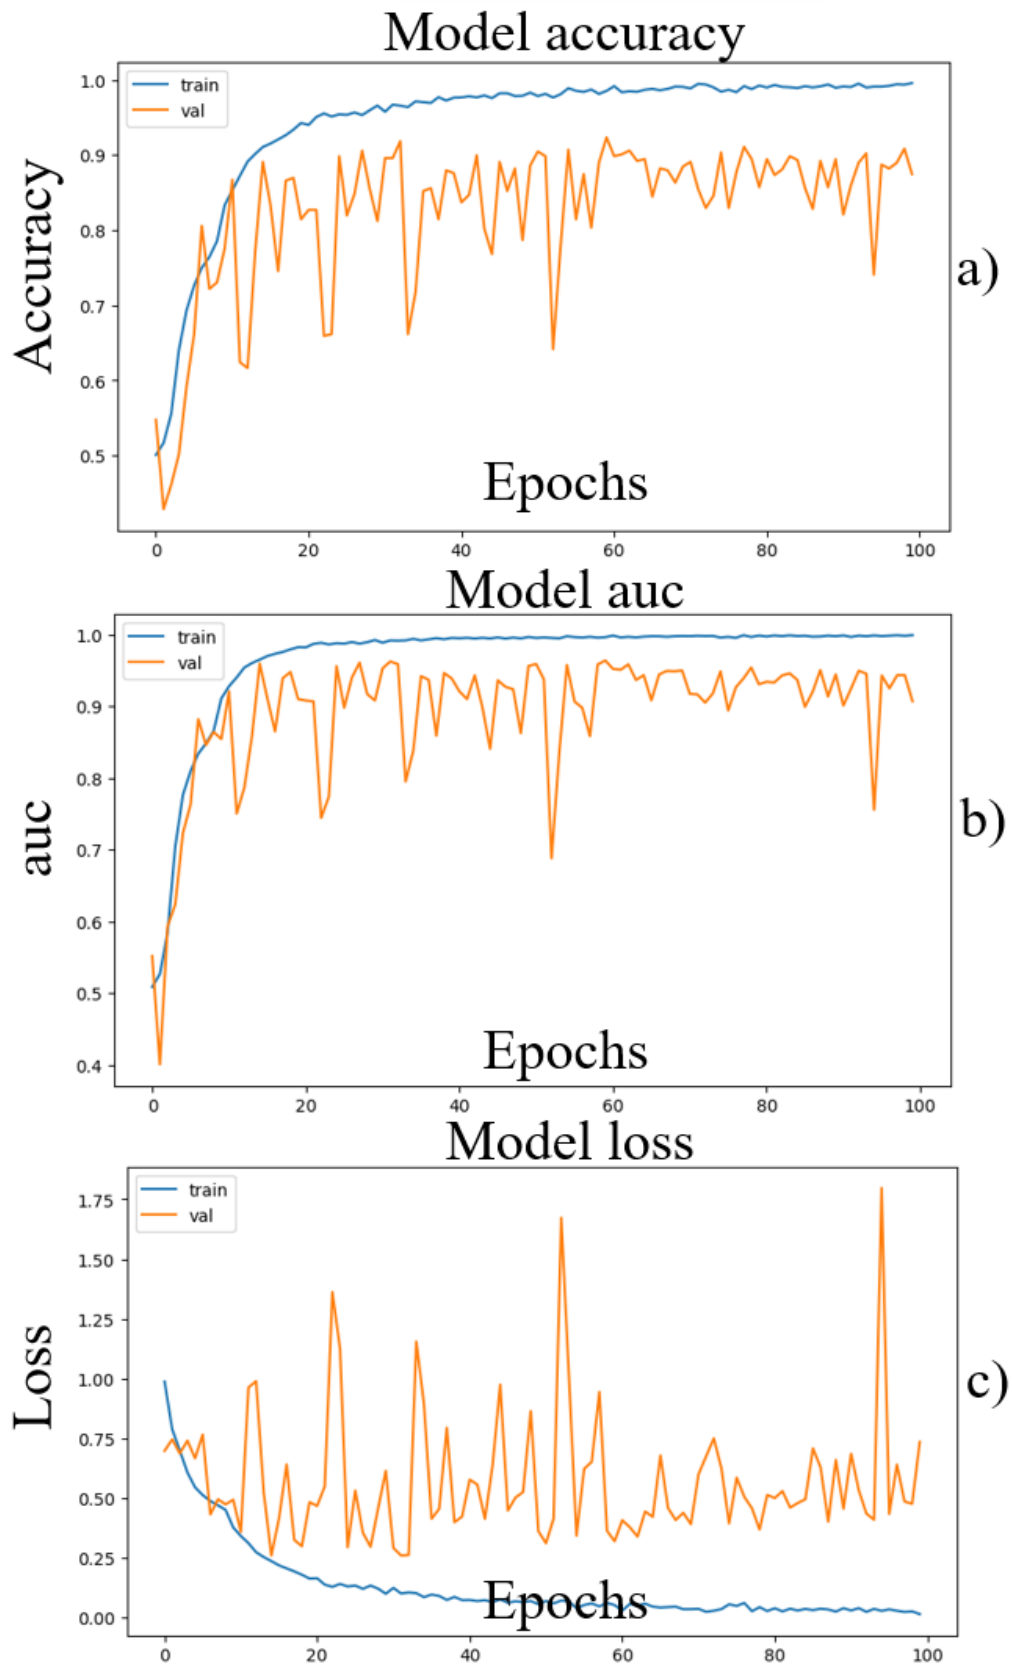 Model accuracy
train
val
1.0
0.9
0.8
0.7
0.6
0.5
Accuracy
a)
Epochs
0 20 40 60 80 100
Model auc
train
val
1.0
0.9
0.8
0.7
0.6
0.5
0.4
auc
b)
Epochs
0 20 40 60 80 100
Model loss
train
val
1.75
1.50
1.25
1.00
0.75
0.50
0.25
0.00
Loss
c)
Epochs
0 20 40 60 80 100